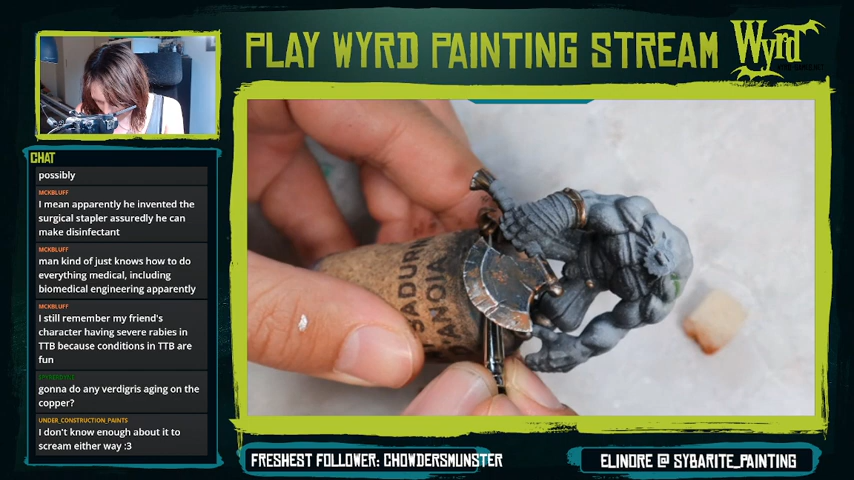 PLAY WYRD PAINTING STREAM
Wyrd
CHAT
possibly
MCKBLUFF
I mean apparently he invented the
surgical stapler assuredly he can
make disinfectant
MCKBLUFF
man kind of just knows how to do
everything medical, including
biomedical engineering apparently
MCKBLUFF
I still remember my friend's
character having severe rabies in
TTB because conditions in TTB are
fun
gonna do any verdigris aging on the
copper?
UNDER_CONSTRUCTION_PAINTS
I don't know enough about it to
scream either way :3
SADURN
ANOIA
FRESHEST FOLLOWER: CHOWDERSMUNSTER
ELINORE @ SYBARITE_PAINTING